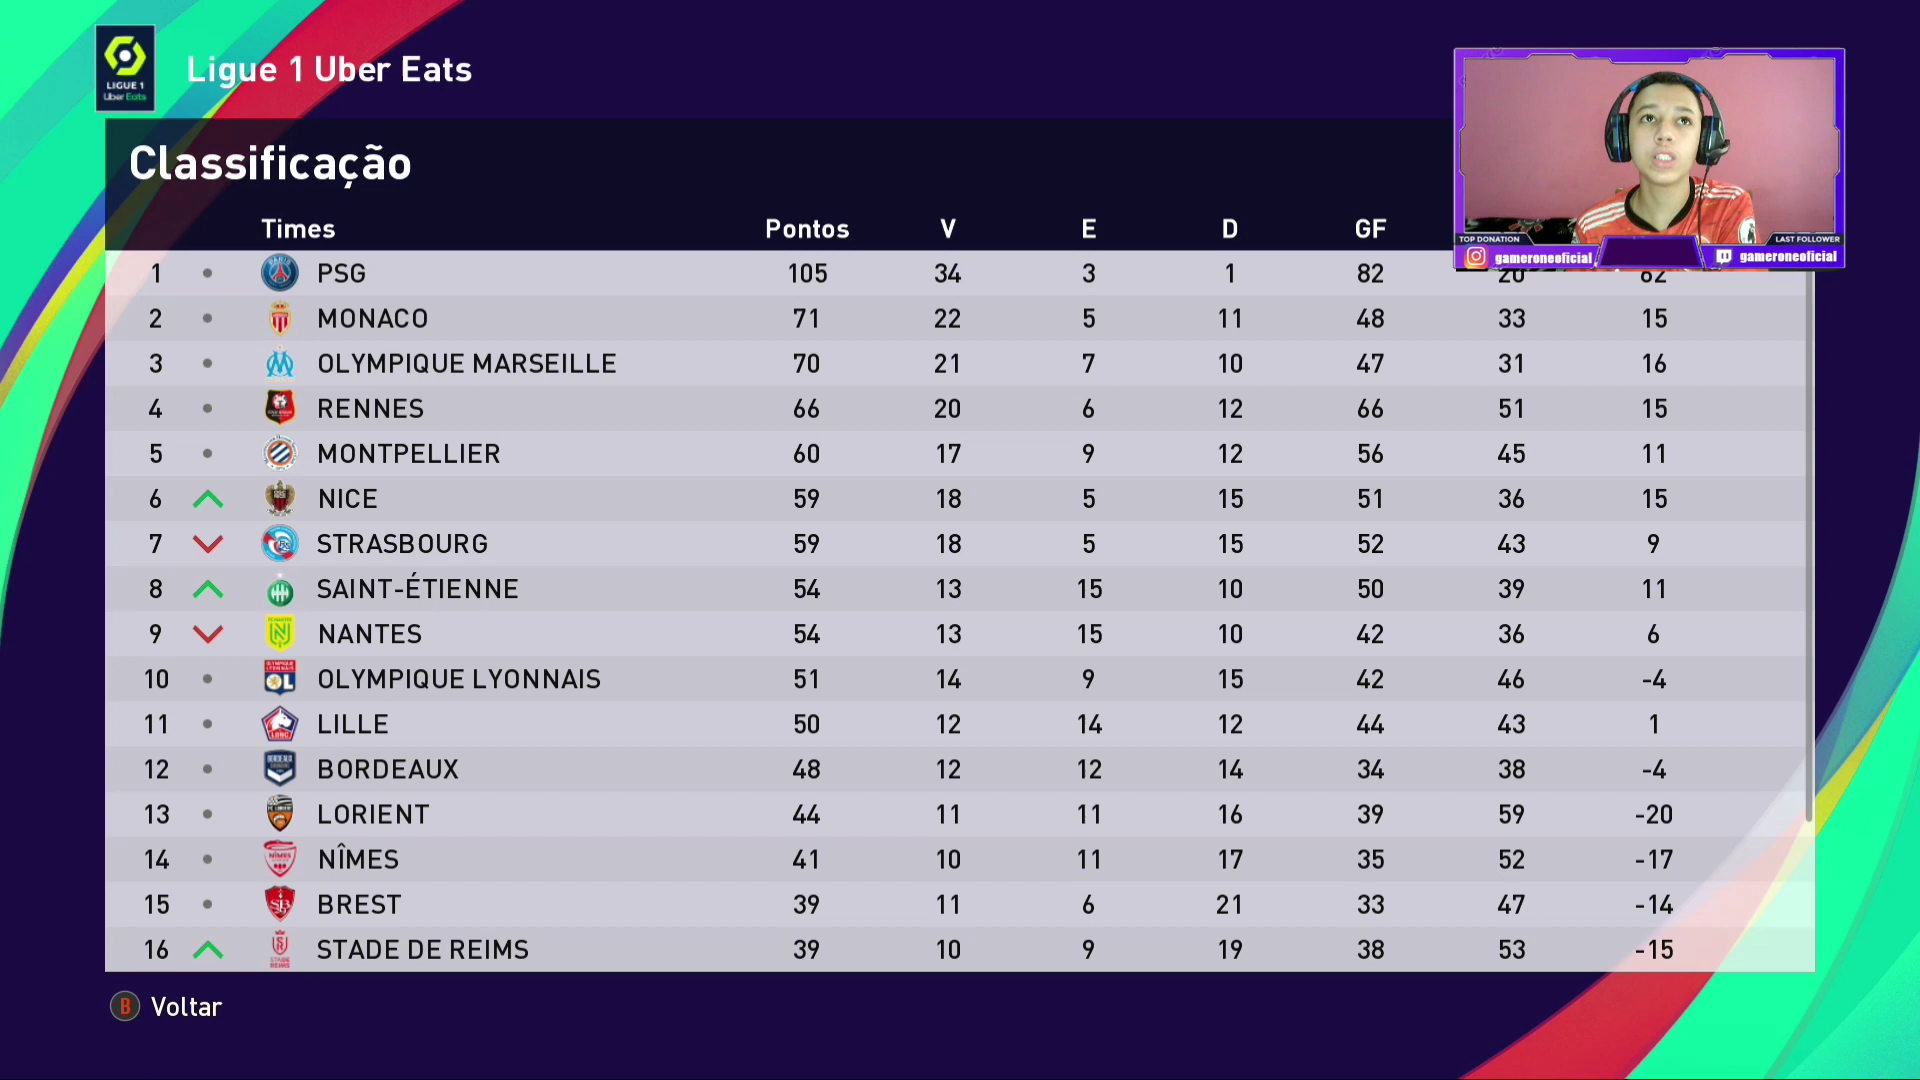 LIGUE 1
Uber Eats
Ligue 1 Uber Eats
Classificação
Times Pontos V E D GF
TOP DONATION LAST FOLLOWER
gameroneoficial gameroneoficial
1 PSG 105 34 3 1 82 20 62
2 MONACO 71 22 5 11 48 33 15
3 OLYMPIQUE MARSEILLE 70 21 7 10 47 31 16
4 RENNES 66 20 6 12 66 51 15
5 MONTPELLIER 60 17 9 12 56 45 11
6 NICE 59 18 5 15 51 36 15
7 STRASBOURG 59 18 5 15 52 43 9
8 SAINT-ÉTIENNE 54 13 15 10 50 39 11
9 NANTES 54 13 15 10 42 36 6
10 OLYMPIQUE LYONNAIS 51 14 9 15 42 46 -4
11 LILLE 50 12 14 12 44 43 1
12 BORDEAUX 48 12 12 14 34 38 -4
13 LORIENT 44 11 11 16 39 59 -20
14 NÎMES 41 10 11 17 35 52 -17
15 BREST 39 11 6 21 33 47 -14
16 STADE DE REIMS 39 10 9 19 38 53 -15
B Voltar